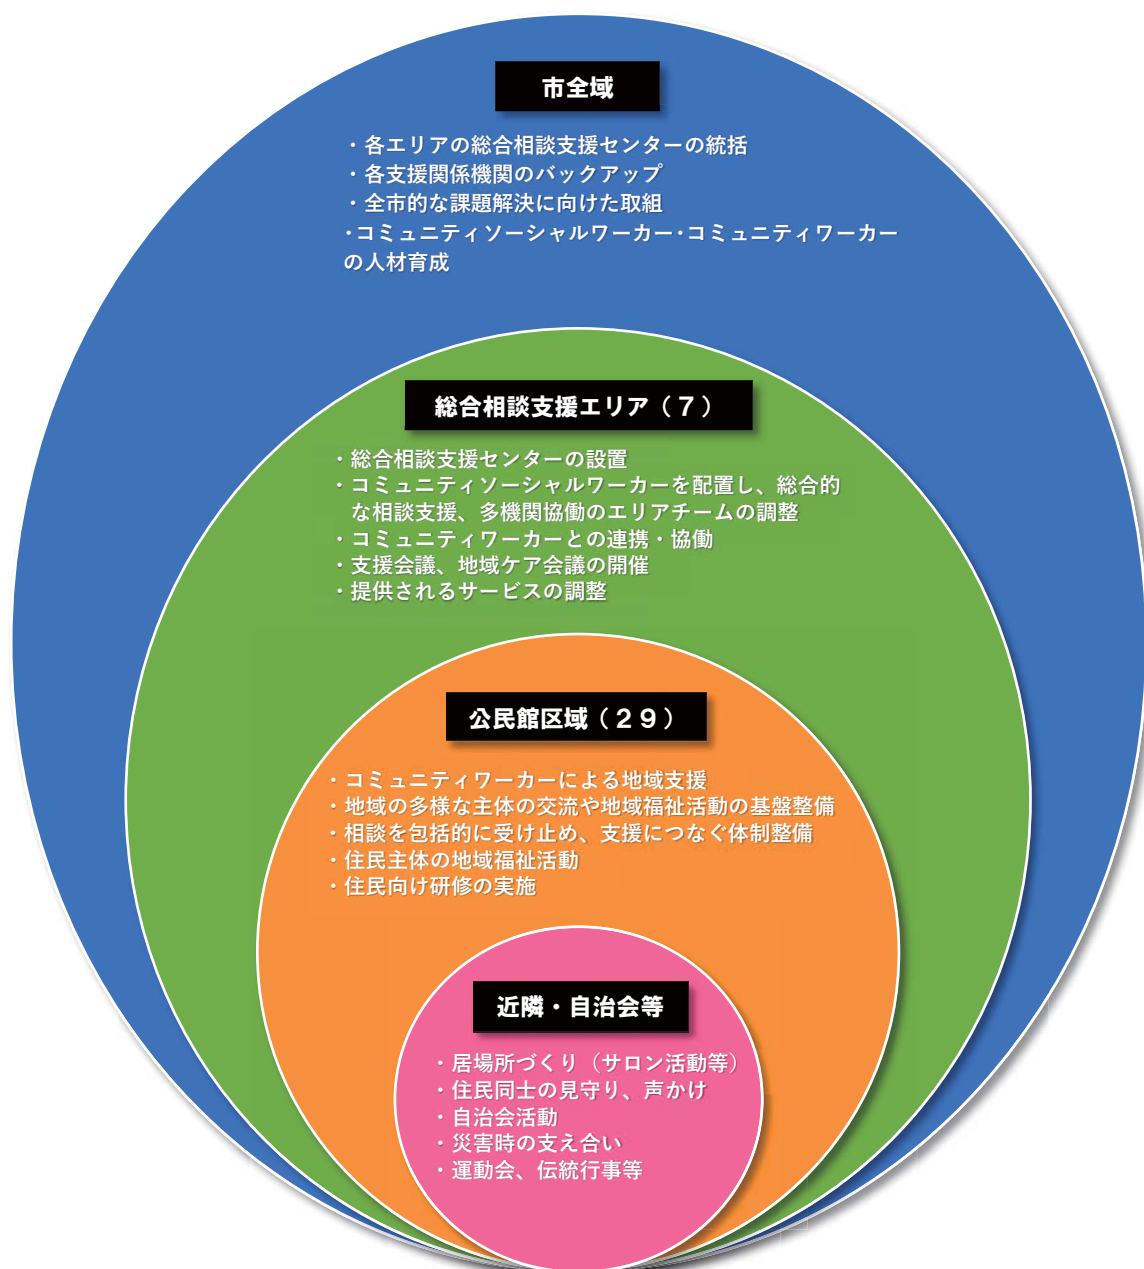 市全域
・各エリアの総合相談支援センターの統括
・各支援関係機関のバックアップ
・全市的な課題解決に向けた取組
・コミュニティソーシャルワーカー・コミュニティワーカー
の人材育成
総合相談支援エリア（７）
・総合相談支援センターの設置
・コミュニティソーシャルワーカーを配置し、総合的
な相談支援、多機関協働のエリアチームの調整
・コミュニティワーカーとの連携・協働
・支援会議、地域ケア会議の開催
・提供されるサービスの調整
公民館区域（２９）
・コミュニティワーカーによる地域支援
・地域の多様な主体の交流や地域福祉活動の基盤整備
・相談を包括的に受け止め、支援につなぐ体制整備
・住民主体の地域福祉活動
・住民向け研修の実施
近隣・自治会等
・居場所づくり（サロン活動等）
・住民同士の見守り、声かけ
・自治会活動
・災害時の支え合い
・運動会、伝統行事等